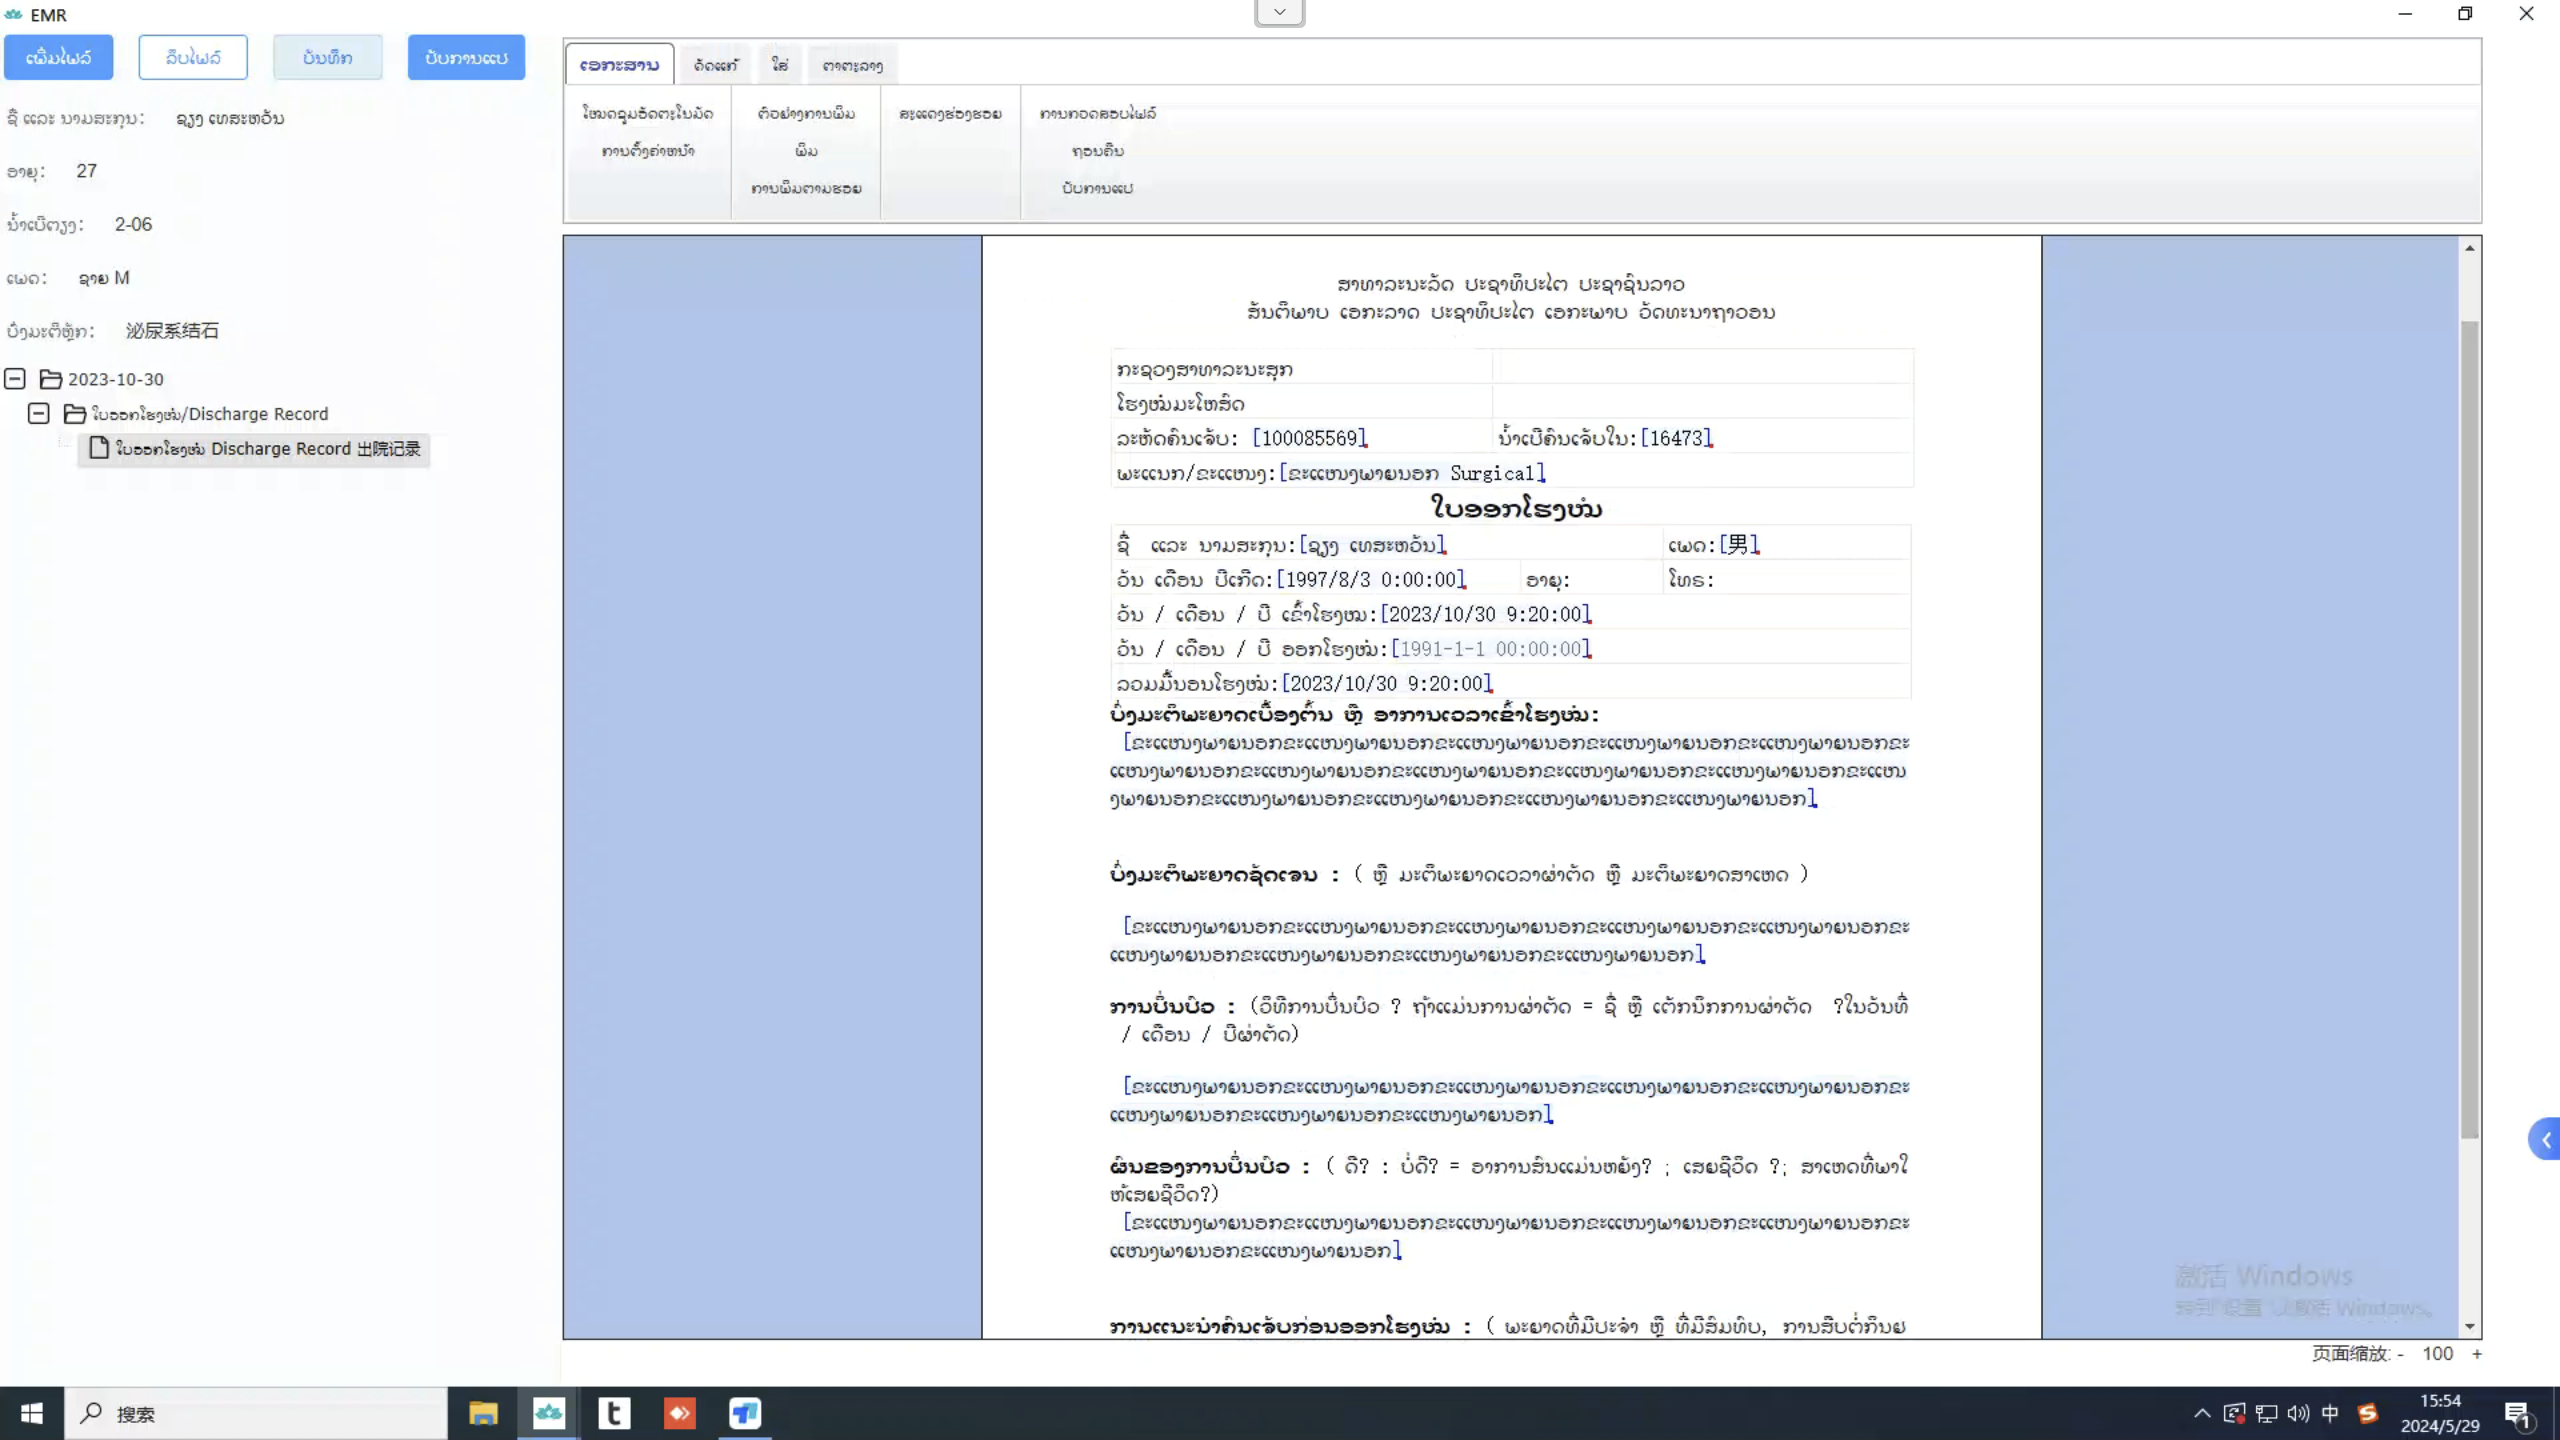 EMR
ເພີ່ມໄຟລ໌
ລຶບໄຟລ໌
ບັນທຶກ
ປັບການແປ
ຊື່ ແລະ ນາມສະກຸນ: ຊຽງ ເທສະຫວັນ
ອາຍຸ: 27
ນ້ຳເບີຕຽງ: 2-06
ເພດ: ຊາຍ M
ບົ່ງມະຕິຫຼັກ: 泌尿系结石
2023-10-30
ໃບອອກໂຮງໝໍ/Discharge Record
ໃບອອກໂຮງໝໍ Discharge Record 出院记录
ເອກະສານ
ດັດແກ້
ໃສ່
ຕາຕະລາງ
ໂໝດຊູມອັດຕະໂນມັດ
ການຕັ້ງຄ່າຫນ້າ
ຕົວຢ່າງການພິມ
ພິມ
ການພິມຕາມຮອຍ
ສະແດງຮ່ອງຮອຍ
ການກວດສອບໄຟລ໌
ຖອນຄືນ
ປັບການແປ
ສາທາລະນະລັດ ປະຊາທິປະໄຕ ປະຊາຊົນລາວ
ສັນຕິພາບ ເອກະລາດ ປະຊາທິປະໄຕ ເອກະພາບ ວັດທະນາຖາວອນ
ກະຊວງສາທາລະນະສຸກ
ໂຮງໝໍມະໂຫສົດ
ລະຫັດຄົນເຈັບ: [100085569] ນ້ຳເບີຄົນເຈັບໃນ:[16473]
ພະແນກ/ຂະແໜງ:[ຂະແໜງພາຍນອກ Surgical]
ໃບອອກໂຮງໝໍ
ຊື່ ແລະ ນາມສະກຸນ:[ຊຽງ ເທສະຫວັນ] ເພດ:[男]
ວັນ ເດືອນ ປີເກີດ:[1997/8/3 0:00:00] ອາຍຸ: ໂທຣ:
ວັນ / ເດືອນ / ປີ ເຂົ້າໂຮງໝ:[2023/10/30 9:20:00]
ວັນ / ເດືອນ / ປີ ອອກໂຮງໝໍ:[1991-1-1 00:00:00]
ລວມມື້ນອນໂຮງໝໍ:[2023/10/30 9:20:00]
ບົ່ງມະຕິພະຍາດເບື້ອງຕົ້ນ ຫຼື ອາການເວລາເຂົ້າໂຮງໝໍ:
[ຂະແໜງພາຍນອກຂະແໜງພາຍນອກຂະແໜງພາຍນອກຂະແໜງພາຍນອກຂະແໜງພາຍນອກຂະ
ແໜງພາຍນອກຂະແໜງພາຍນອກຂະແໜງພາຍນອກຂະແໜງພາຍນອກຂະແໜງພາຍນອກຂະແໜ
ງພາຍນອກຂະແໜງພາຍນອກຂະແໜງພາຍນອກຂະແໜງພາຍນອກຂະແໜງພາຍນອກ]
ບົ່ງມະຕິພະຍາດຊັດເຈນ : ( ຫຼື ມະຕິພະຍາດເວລາຜ່າຕັດ ຫຼື ມະຕິພະຍາດສາເຫດ )
[ຂະແໜງພາຍນອກຂະແໜງພາຍນອກຂະແໜງພາຍນອກຂະແໜງພາຍນອກຂະແໜງພາຍນອກຂະ
ແໜງພາຍນອກຂະແໜງພາຍນອກຂະແໜງພາຍນອກຂະແໜງພາຍນອກ]
ການປິ່ນປົວ : (ວິທີການປິ່ນປົວ ? ຖ້າແມ່ນການຜ່າຕັດ = ຊື່ ຫຼື ເຕັກນິກການຜ່າຕັດ ?ໃນວັນທີ
/ ເດືອນ / ປີຜ່າຕັດ)
[ຂະແໜງພາຍນອກຂະແໜງພາຍນອກຂະແໜງພາຍນອກຂະແໜງພາຍນອກຂະແໜງພາຍນອກຂະ
ແໜງພາຍນອກຂະແໜງພາຍນອກຂະແໜງພາຍນອກ]
ຜົນຂອງການປິ່ນປົວ : ( ດີ? : ບໍ່ດີ? = ອາການສົນແມ່ນຫຍັງ? ; ເສຍຊີວິດ ?; ສາເຫດທີ່ພາໃ
ຫ້ເສຍຊີວິດ?)
[ຂະແໜງພາຍນອກຂະແໜງພາຍນອກຂະແໜງພາຍນອກຂະແໜງພາຍນອກຂະແໜງພາຍນອກຂະ
ແໜງພາຍນອກຂະແໜງພາຍນອກ]
ການແນະນຳຄົນເຈັບກ່ອນອອກໂຮງໝໍ : ( ພະຍາດທີ່ມີປະຈຳ ຫຼື ທີ່ມີສົມທົບ, ການສືບຕໍ່ກິນຍ
激活 Windows
转到"设置"以激活 Windows。
页面缩放: - 100 +
搜索
中
15:54
2024/5/29
1